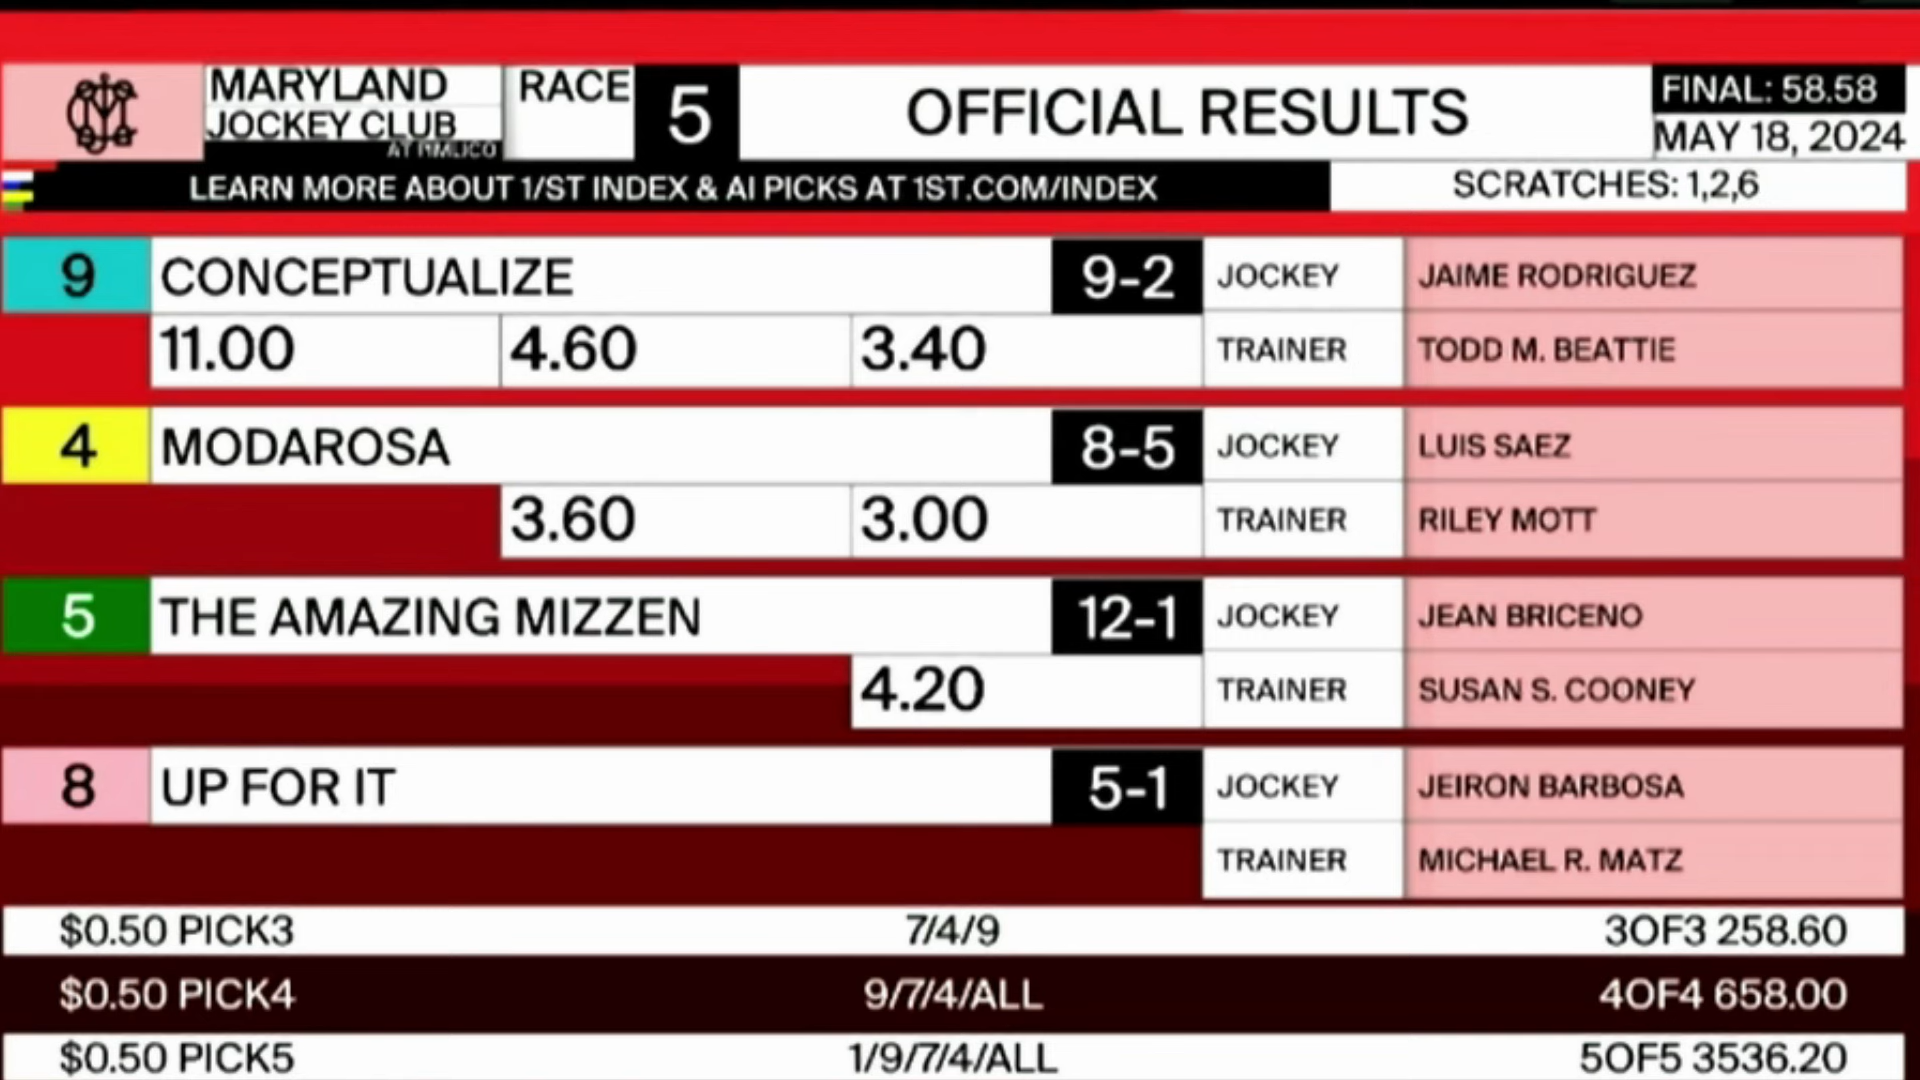 MARYLAND
JOCKEY CLUB
AT PIMLICO
RACE
5
OFFICIAL RESULTS
FINAL: 58.58
MAY 18, 2024
LEARN MORE ABOUT 1/ST INDEX & AI PICKS AT 1ST.COM/INDEX
SCRATCHES: 1,2,6
9 CONCEPTUALIZE 9-2 JOCKEY JAIME RODRIGUEZ
11.00 4.60 3.40 TRAINER TODD M. BEATTIE
4 MODAROSA 8-5 JOCKEY LUIS SAEZ
3.60 3.00 TRAINER RILEY MOTT
5 THE AMAZING MIZZEN 12-1 JOCKEY JEAN BRICENO
4.20 TRAINER SUSAN S. COONEY
8 UP FOR IT 5-1 JOCKEY JEIRON BARBOSA
TRAINER MICHAEL R. MATZ
$0.50 PICK3 7/4/9 3OF3 258.60
$0.50 PICK4 9/7/4/ALL 4OF4 658.00
$0.50 PICK5 1/9/7/4/ALL 5OF5 3536.20